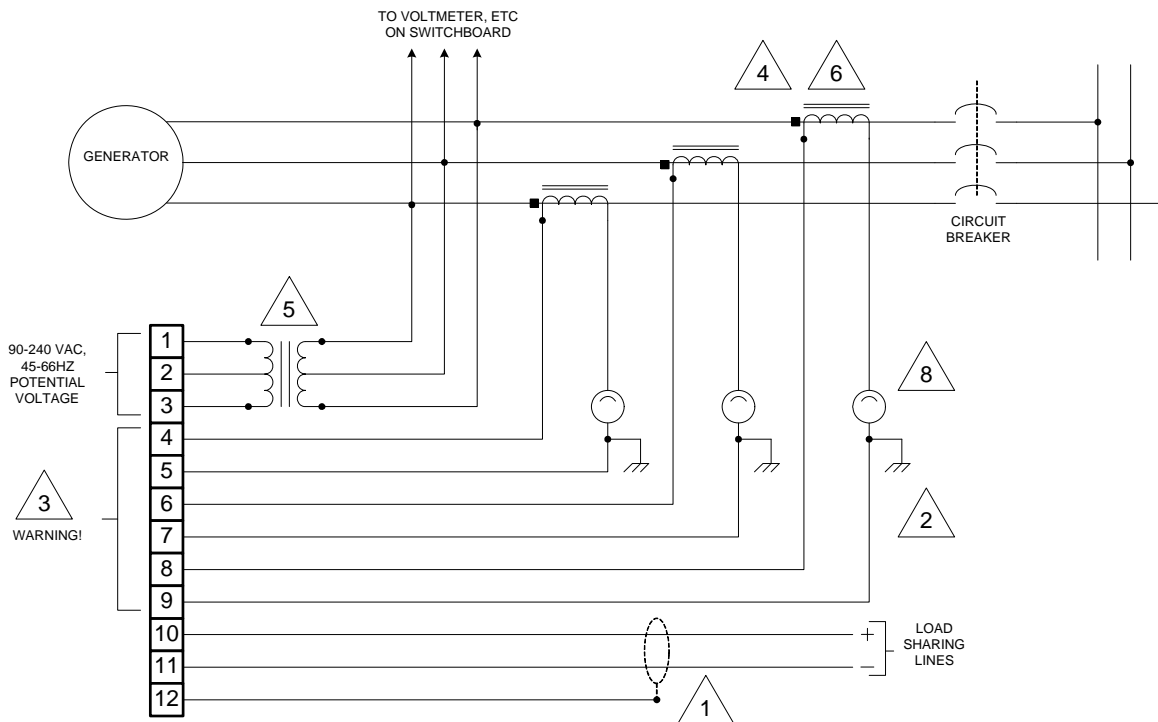 TO VOLTMETER, ETC
ON SWITCHBOARD
4
6
GENERATOR
CIRCUIT
BREAKER
5
90-240 VAC,
45-66HZ
POTENTIAL
VOLTAGE
1
2
3
4
5
6
7
8
9
10
11
12
8
3
WARNING!
2
+
−
LOAD
SHARING
LINES
1